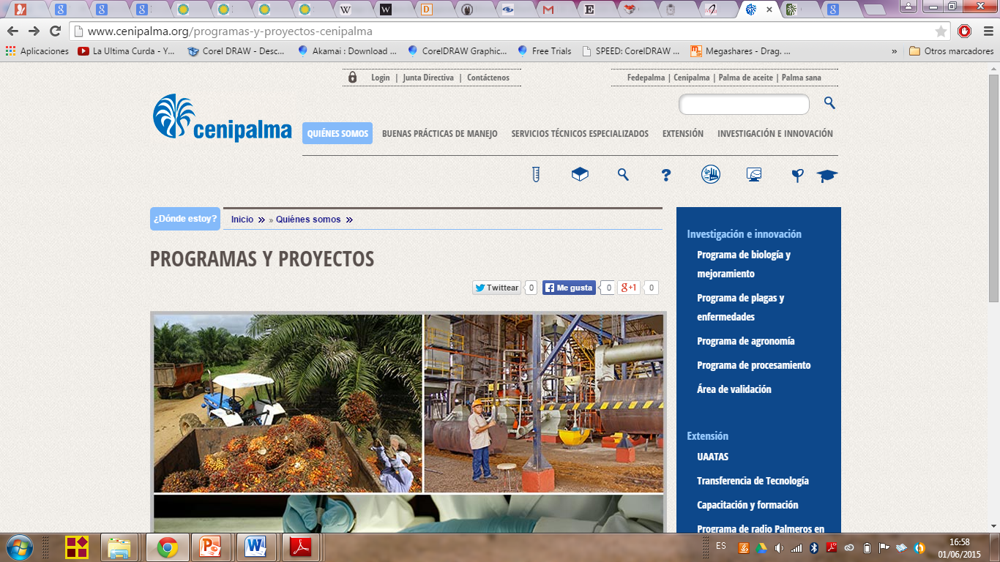 www.cenipalma.org/programas-y-proyectos-cenipalma
Aplicaciones
La Ultima Curda - Y...
Corel DRAW - Desc...
Akamai : Download ...
CorelDRAW Graphic...
Free Trials
SPEED: CorelDRAW ...
Megashares - Drag. ...
»
Otros marcadores
Login | Junta Directiva | Contáctenos
Fedepalma | Cenipalma | Palma de aceite | Palma sana
cenipalma
QUIÉNES SOMOS
BUENAS PRÁCTICAS DE MANEJO
SERVICIOS TÉCNICOS ESPECIALIZADOS
EXTENSIÓN
INVESTIGACIÓN E INNOVACIÓN
?
¿Dónde estoy?
Inicio » Quiénes somos
PROGRAMAS Y PROYECTOS
Twittear 0
Me gusta 0
g+1 0
Investigación e innovación
Programa de biología y
mejoramiento
Programa de plagas y
enfermedades
Programa de agronomía
Programa de procesamiento
Área de validación
Extensión
UAATAS
Transferencia de Tecnología
Capacitación y formación
Programa de radio Palmeros en
ES
16:58
01/06/2015